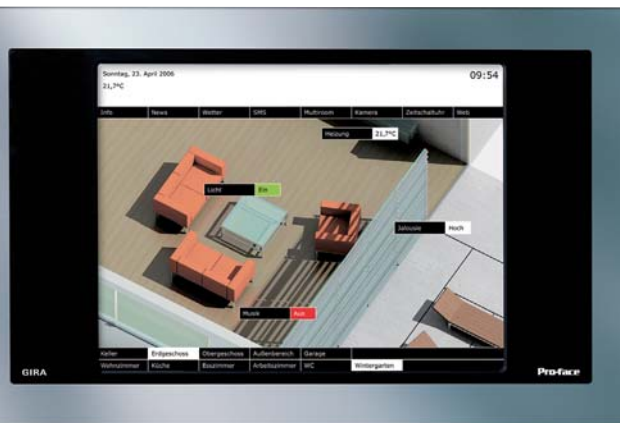 Sonntag, 23. April 2006
09:54
21,7°C
Info News Wetter SMS Multiroom Kamera Zeitschaltuhr Web
Heizung 21,7°C
Licht Ein
Jalousie Hoch
Musik Aus
Keller Erdgeschoss Obergeschoss Außenbereich Garage
Wohnzimmer Küche Esszimmer Arbeitszimmer WC Wintergarten
GIRA
Pro-face